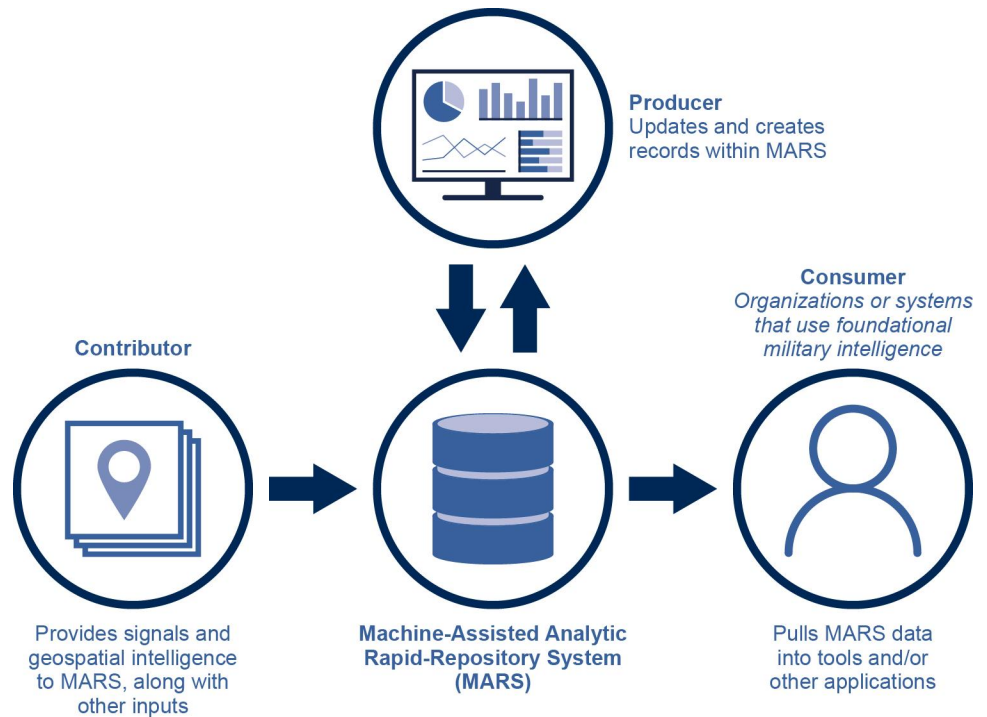 Producer
Updates and creates
records within MARS
Consumer
Organizations or systems
that use foundational
military intelligence
Contributor
Provides signals and
geospatial intelligence
to MARS, along with
other inputs
Machine-Assisted Analytic
Rapid-Repository System
(MARS)
Pulls MARS data
into tools and/or
other applications